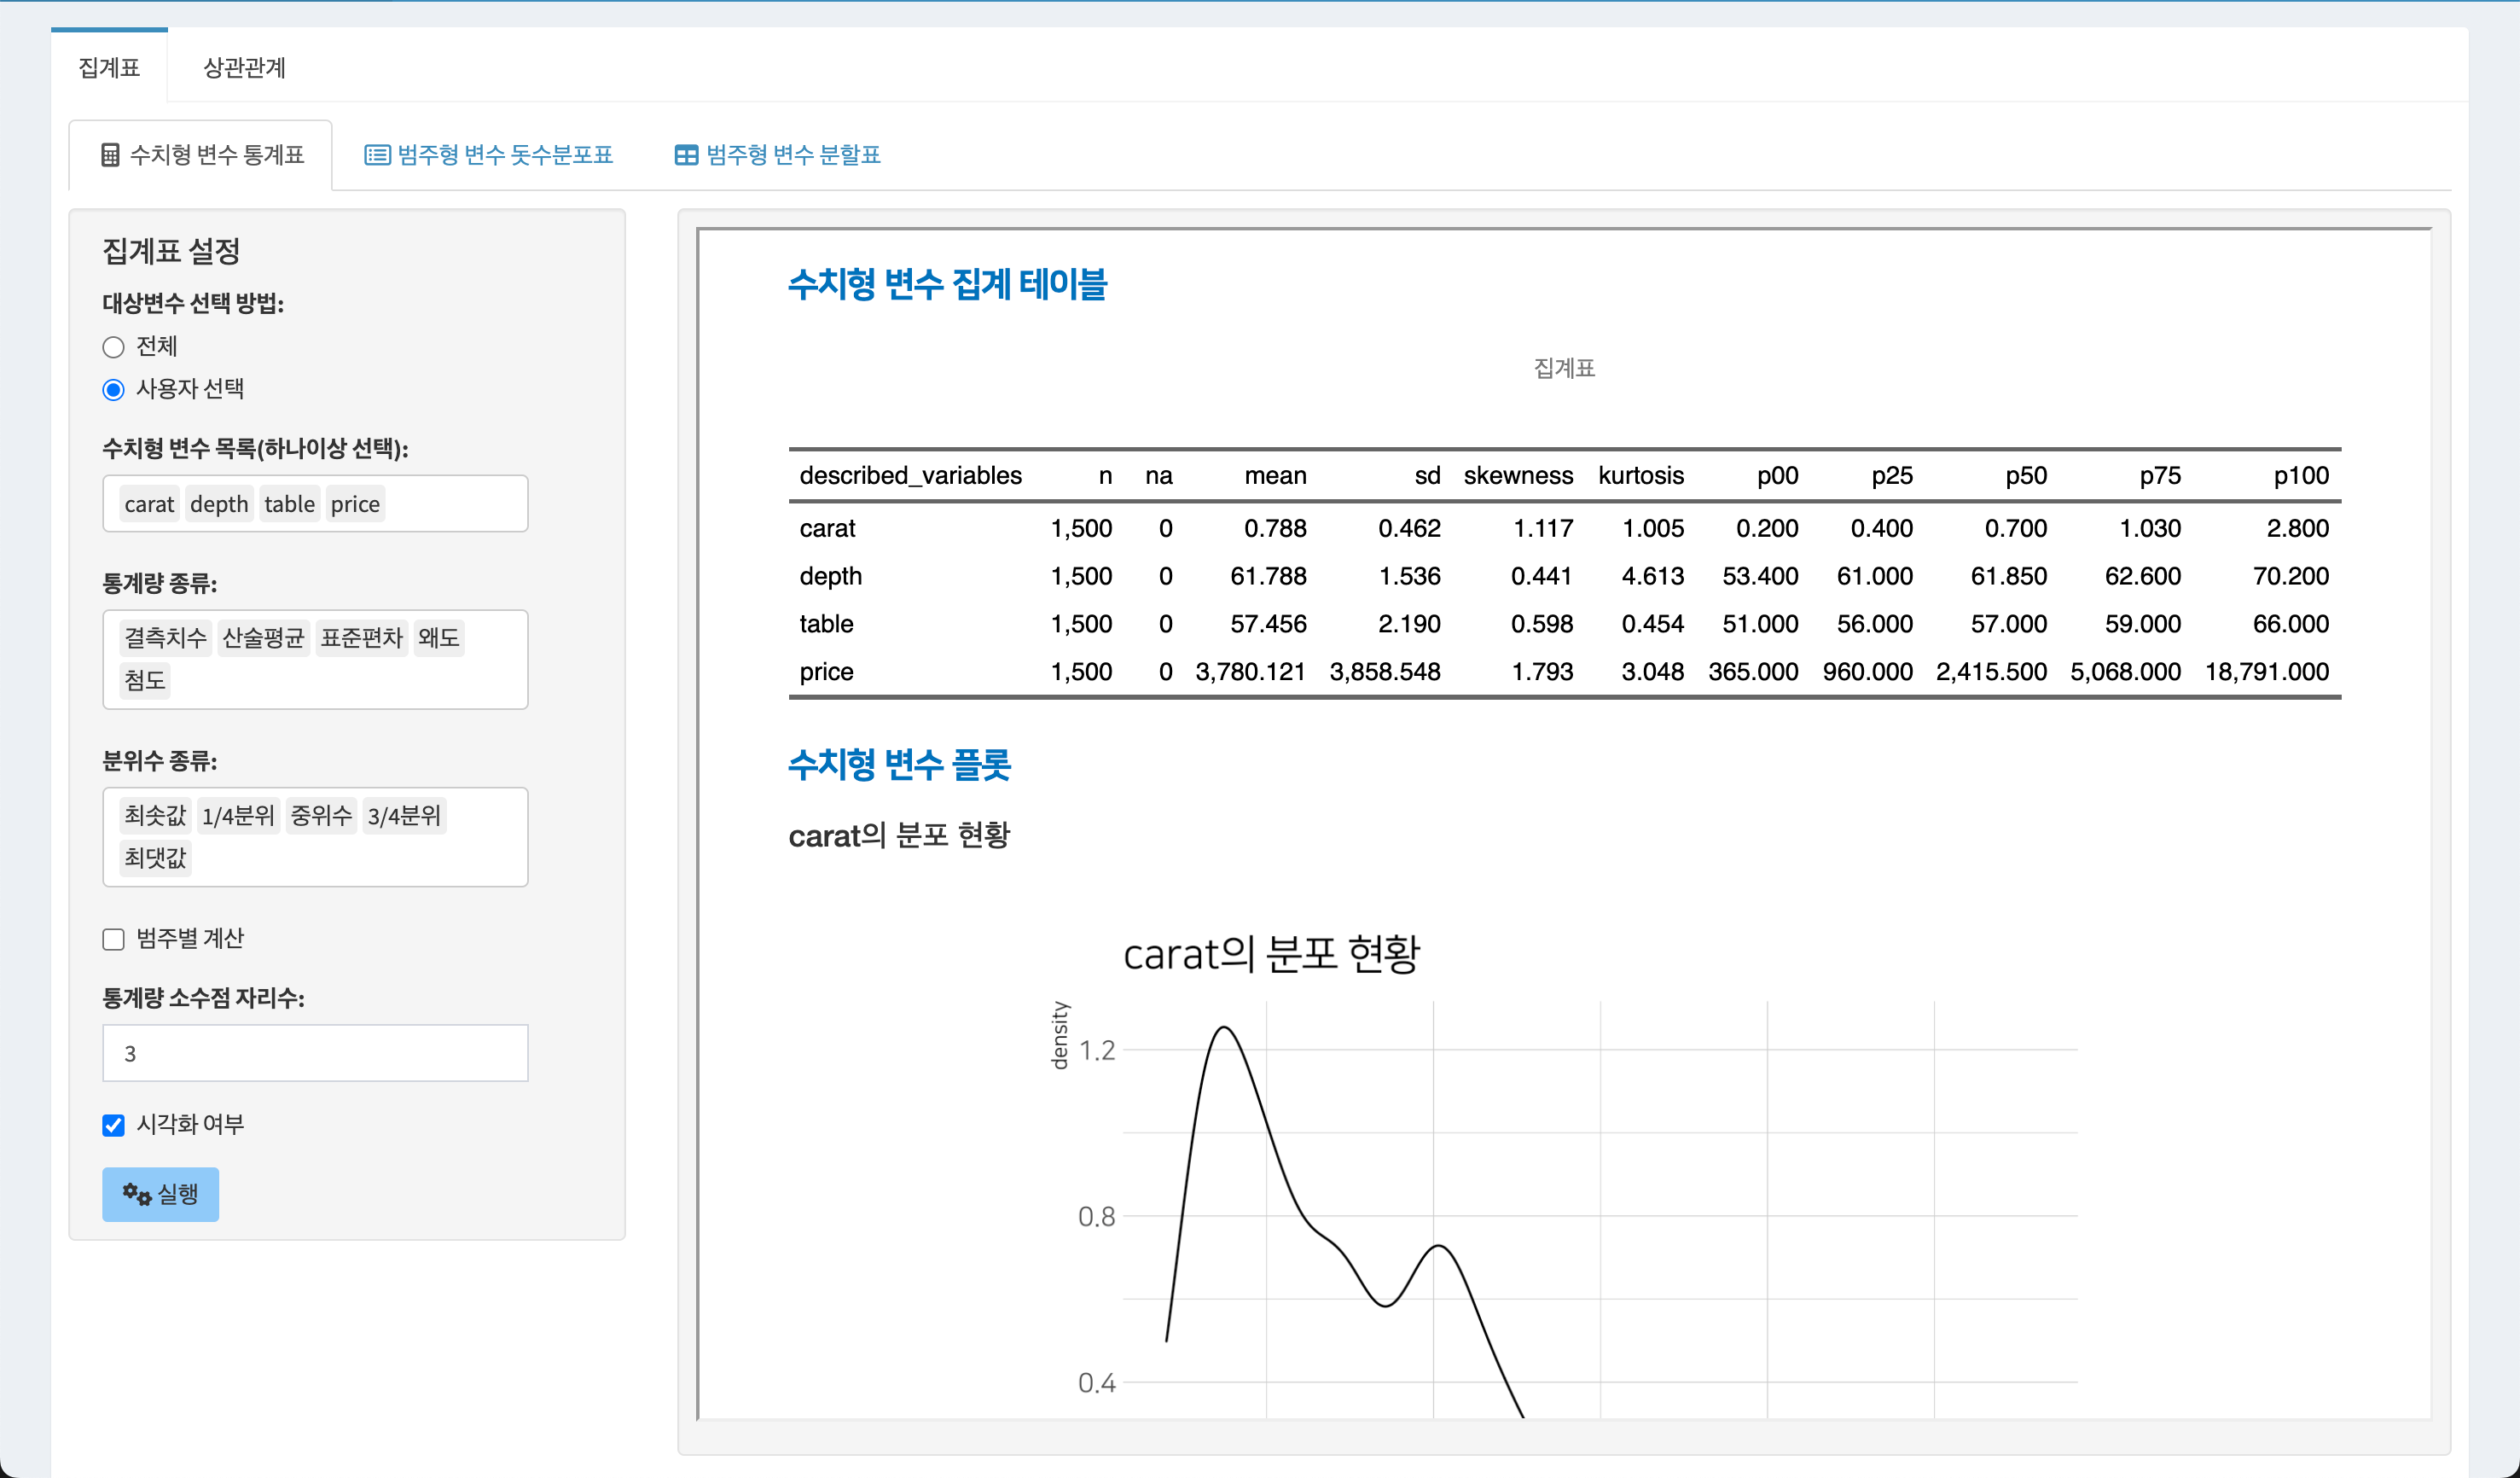 집계표 상관관계
수치형 변수 통계표 범주형 변수 돗수분포표 범주형 변수 분할표
집계표 설정
대상변수 선택 방법:
전체
사용자 선택
수치형 변수 목록(하나이상 선택):
carat depth table price
통계량 종류:
결측치수 산술평균 표준편차 왜도
첨도
분위수 종류:
최솟값 1/4분위 중위수 3/4분위
최댓값
범주별 계산
통계량 소수점 자리수:
3
시각화 여부
실행
수치형 변수 집계 테이블
집계표
described_variables n na mean sd skewness kurtosis p00 p25 p50 p75 p100
carat 1,500 0 0.788 0.462 1.117 1.005 0.200 0.400 0.700 1.030 2.800
depth 1,500 0 61.788 1.536 0.441 4.613 53.400 61.000 61.850 62.600 70.200
table 1,500 0 57.456 2.190 0.598 0.454 51.000 56.000 57.000 59.000 66.000
price 1,500 0 3,780.121 3,858.548 1.793 3.048 365.000 960.000 2,415.500 5,068.000 18,791.000
수치형 변수 플롯
carat의 분포 현황
carat의 분포 현황
density
1.2
0.8
0.4